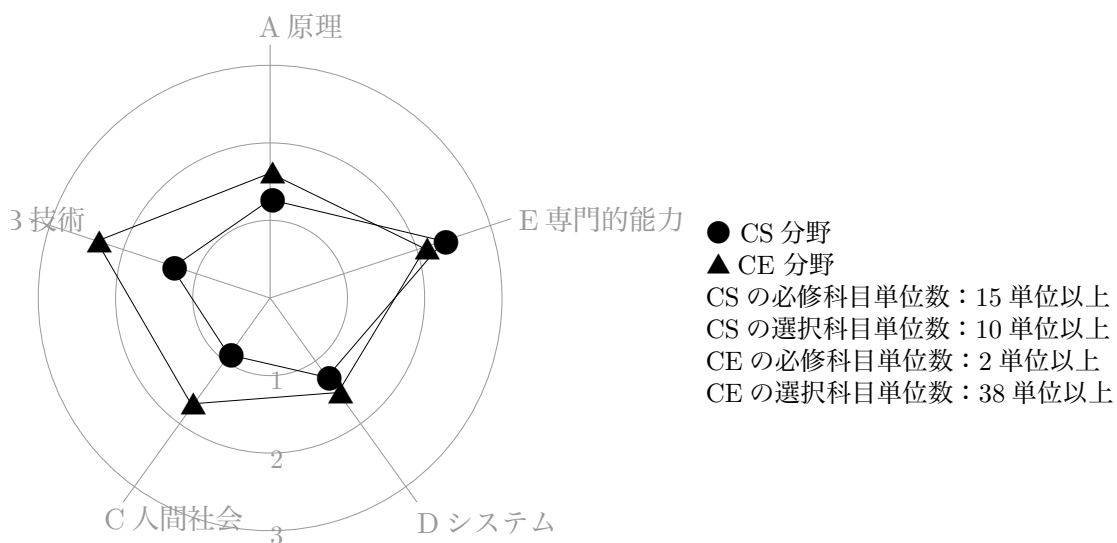 A 原理
B 技術
E 専門的能力
C 人間社会
D システム
1
2
3
● CS 分野
▲ CE 分野
CS の必修科目単位数：15 単位以上
CS の選択科目単位数：10 単位以上
CE の必修科目単位数：2 単位以上
CE の選択科目単位数：38 単位以上